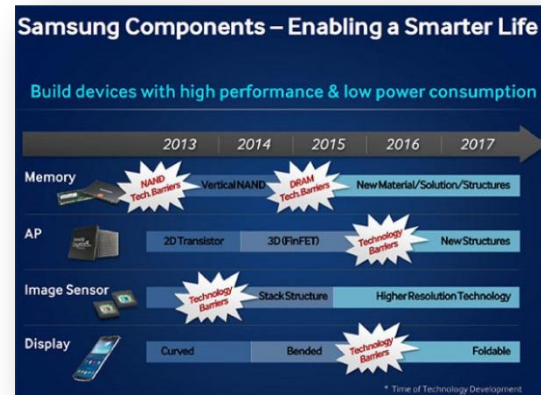 Samsung Components – Enabling a Smarter Life
Build devices with high performance & low power consumption
2013 2014 2015 2016 2017
Memory
NAND
Tech. Barriers
Vertical NAND
DRAM
Tech. Barriers
New Material/Solution/Structures
AP
2D Transistor
3D (FinFET)
Technology
Barriers
New Structures
Image Sensor
Technology
Barriers
Stack Structure
Higher Resolution Technology
Display
Curved
Bended
Technology
Barriers
Foldable
* Time of Technology Development